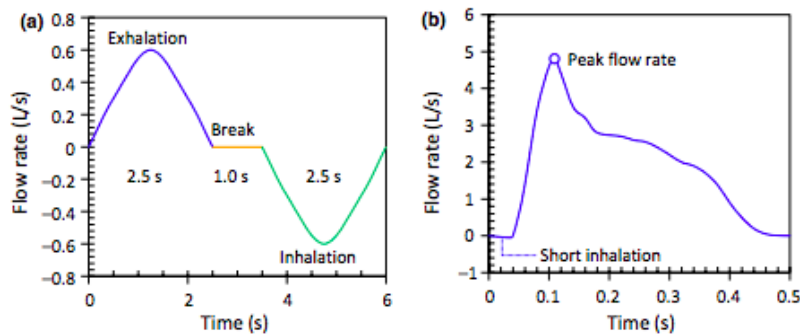 (a)
0.8
0.6
0.4
0.2
0
−0.2
−0.4
−0.6
−0.8
Flow rate (L/s)
Exhalation
Break
2.5 s
1.0 s
2.5 s
Inhalation
0
2
4
6
Time (s)
(b)
6
5
4
3
2
1
0
−1
Flow rate (L/s)
Peak flow rate
Short inhalation
0
0.1
0.2
0.3
0.4
0.5
Time (s)